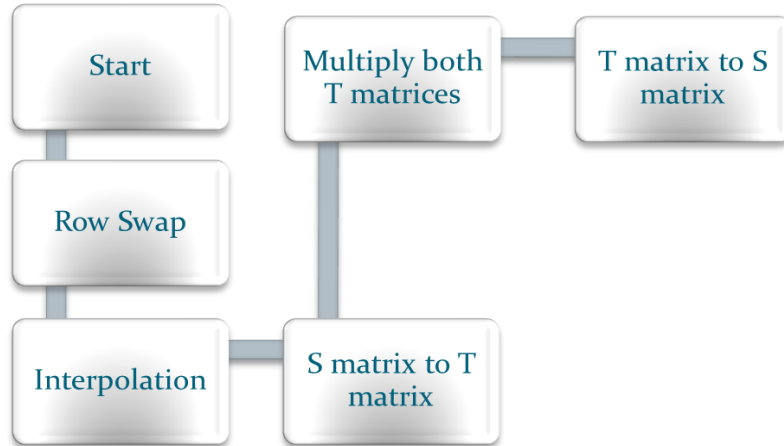 Start
Row Swap
Interpolation
S matrix to T
matrix
Multiply both
T matrices
T matrix to S
matrix